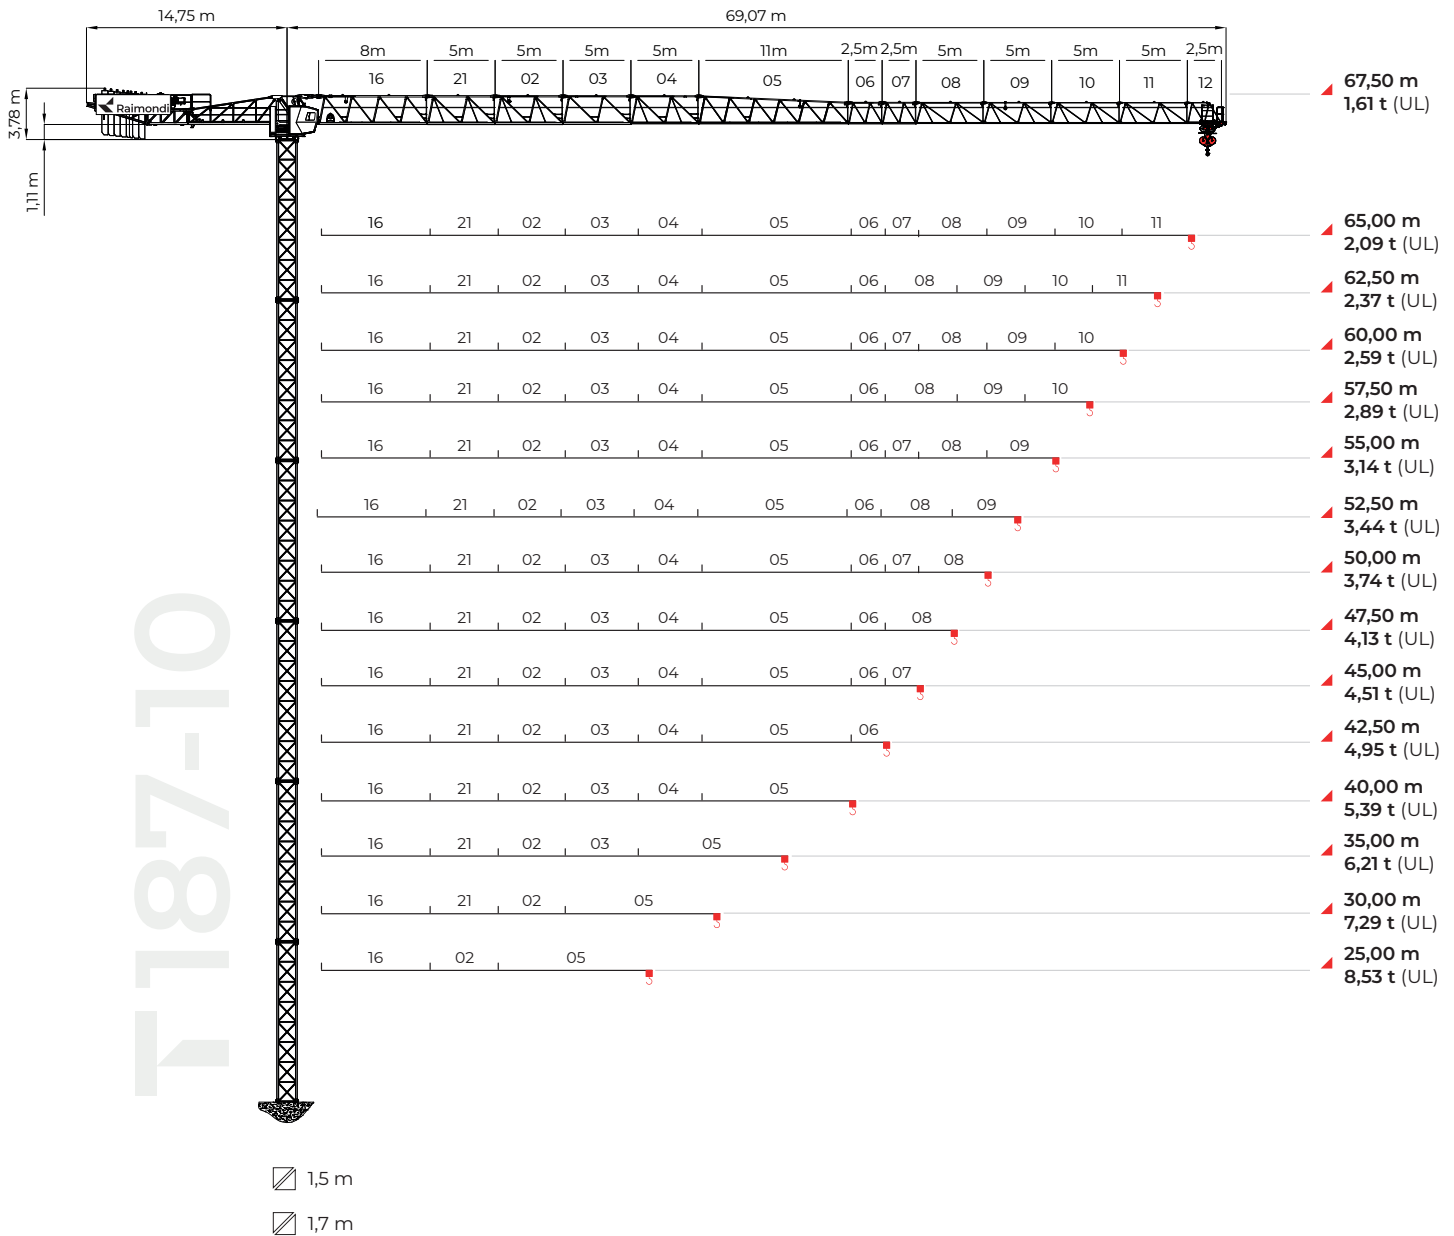 14,75 m
69,07 m
8m 5m 5m 5m 5m 11m 2,5m 2,5m 5m 5m 5m 5m 2,5m
16 21 02 03 04 05 06 07 08 09 10 11 12
67,50 m
1,61 t (UL)
Raimondi
3,78 m
1,11 m
16 21 02 03 04 05 06 07 08 09 10 11
65,00 m
2,09 t (UL)
16 21 02 03 04 05 06 08 09 10 11
62,50 m
2,37 t (UL)
16 21 02 03 04 05 06 07 08 09 10
60,00 m
2,59 t (UL)
16 21 02 03 04 05 06 08 09 10
57,50 m
2,89 t (UL)
16 21 02 03 04 05 06 07 08 09
55,00 m
3,14 t (UL)
16 21 02 03 04 05 06 08 09
52,50 m
3,44 t (UL)
16 21 02 03 04 05 06 07 08
50,00 m
3,74 t (UL)
16 21 02 03 04 05 06 08
47,50 m
4,13 t (UL)
16 21 02 03 04 05 06 07
45,00 m
4,51 t (UL)
16 21 02 03 04 05 06
42,50 m
4,95 t (UL)
16 21 02 03 04 05
40,00 m
5,39 t (UL)
16 21 02 03 05
35,00 m
6,21 t (UL)
16 21 02 05
30,00 m
7,29 t (UL)
16 02 05
25,00 m
8,53 t (UL)
T187-10
1,5 m
1,7 m